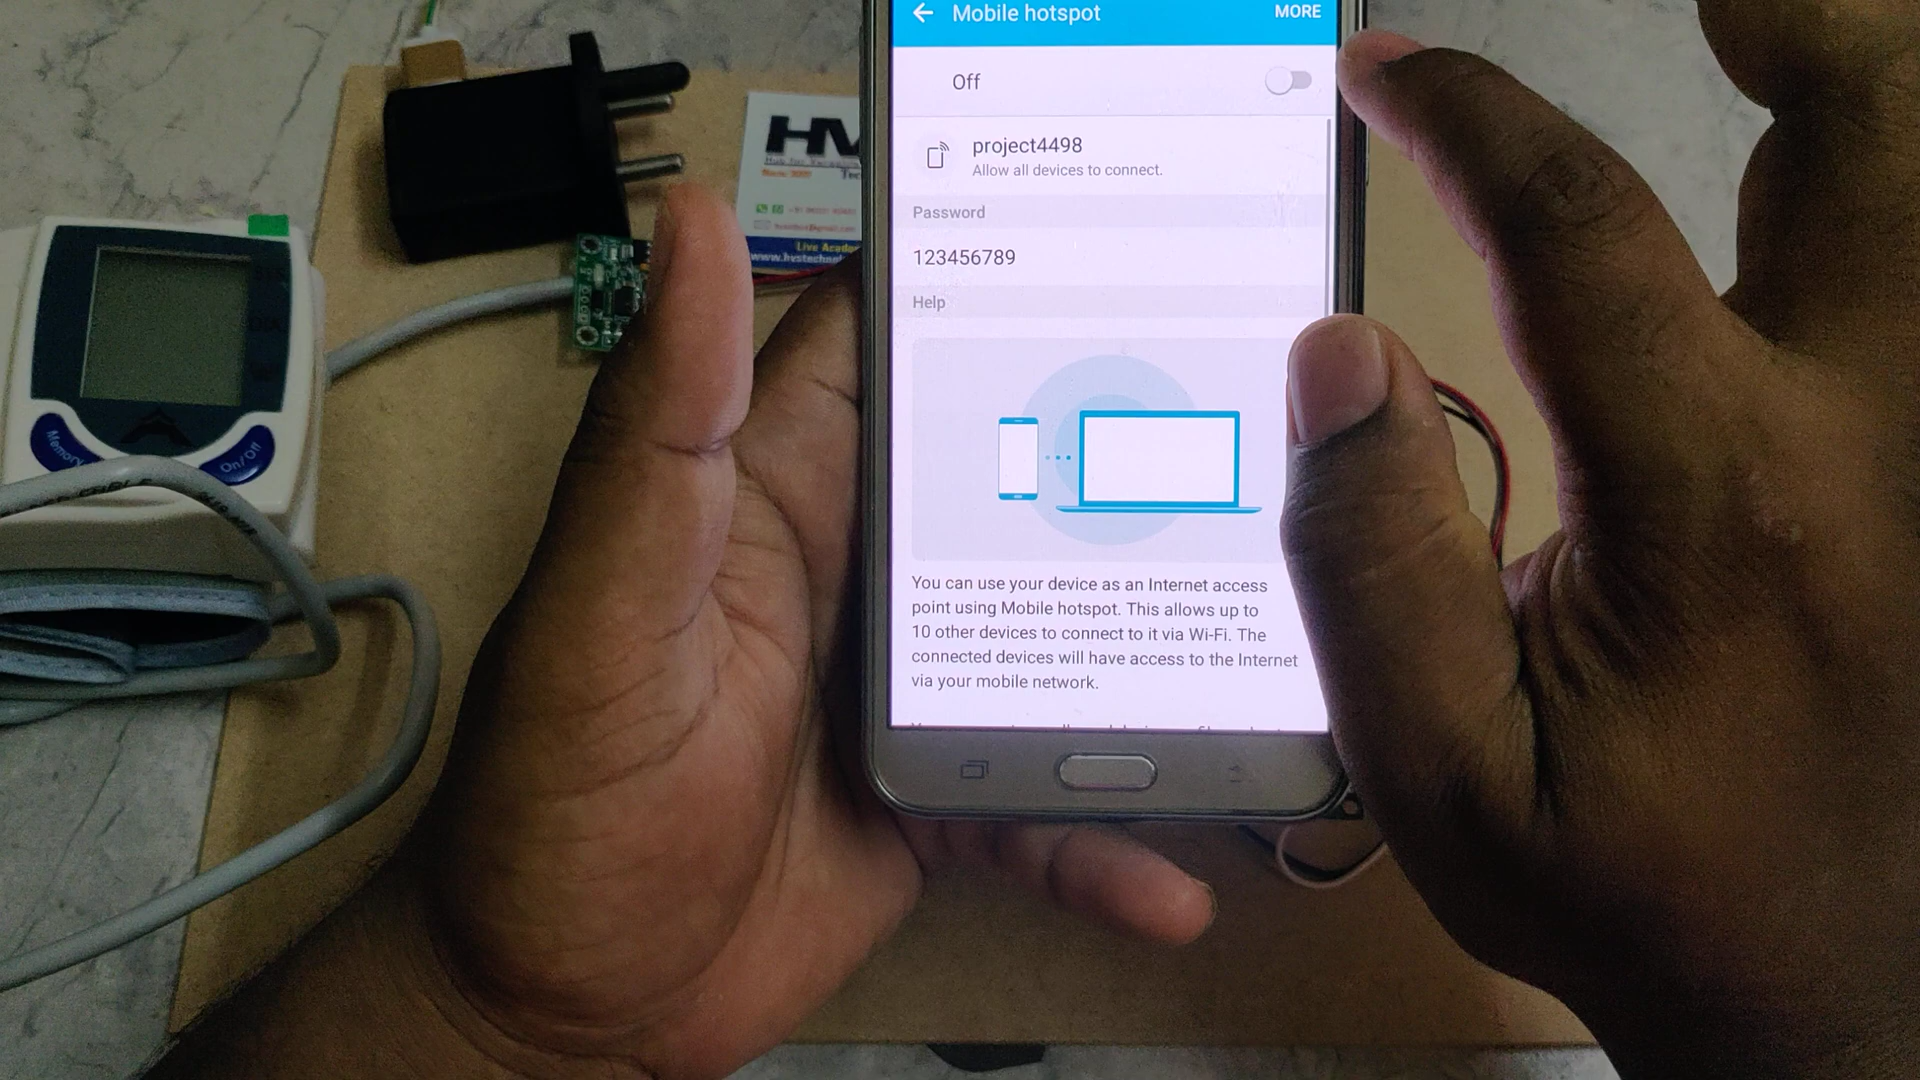 Mobile hotspot
MORE
Off
project4498
Allow all devices to connect.
Password
123456789
Help
You can use your device as an Internet access
point using Mobile hotspot. This allows up to
10 other devices to connect to it via Wi-Fi. The
connected devices will have access to the Internet
via your mobile network.
HV
Live
Memory
On/Off